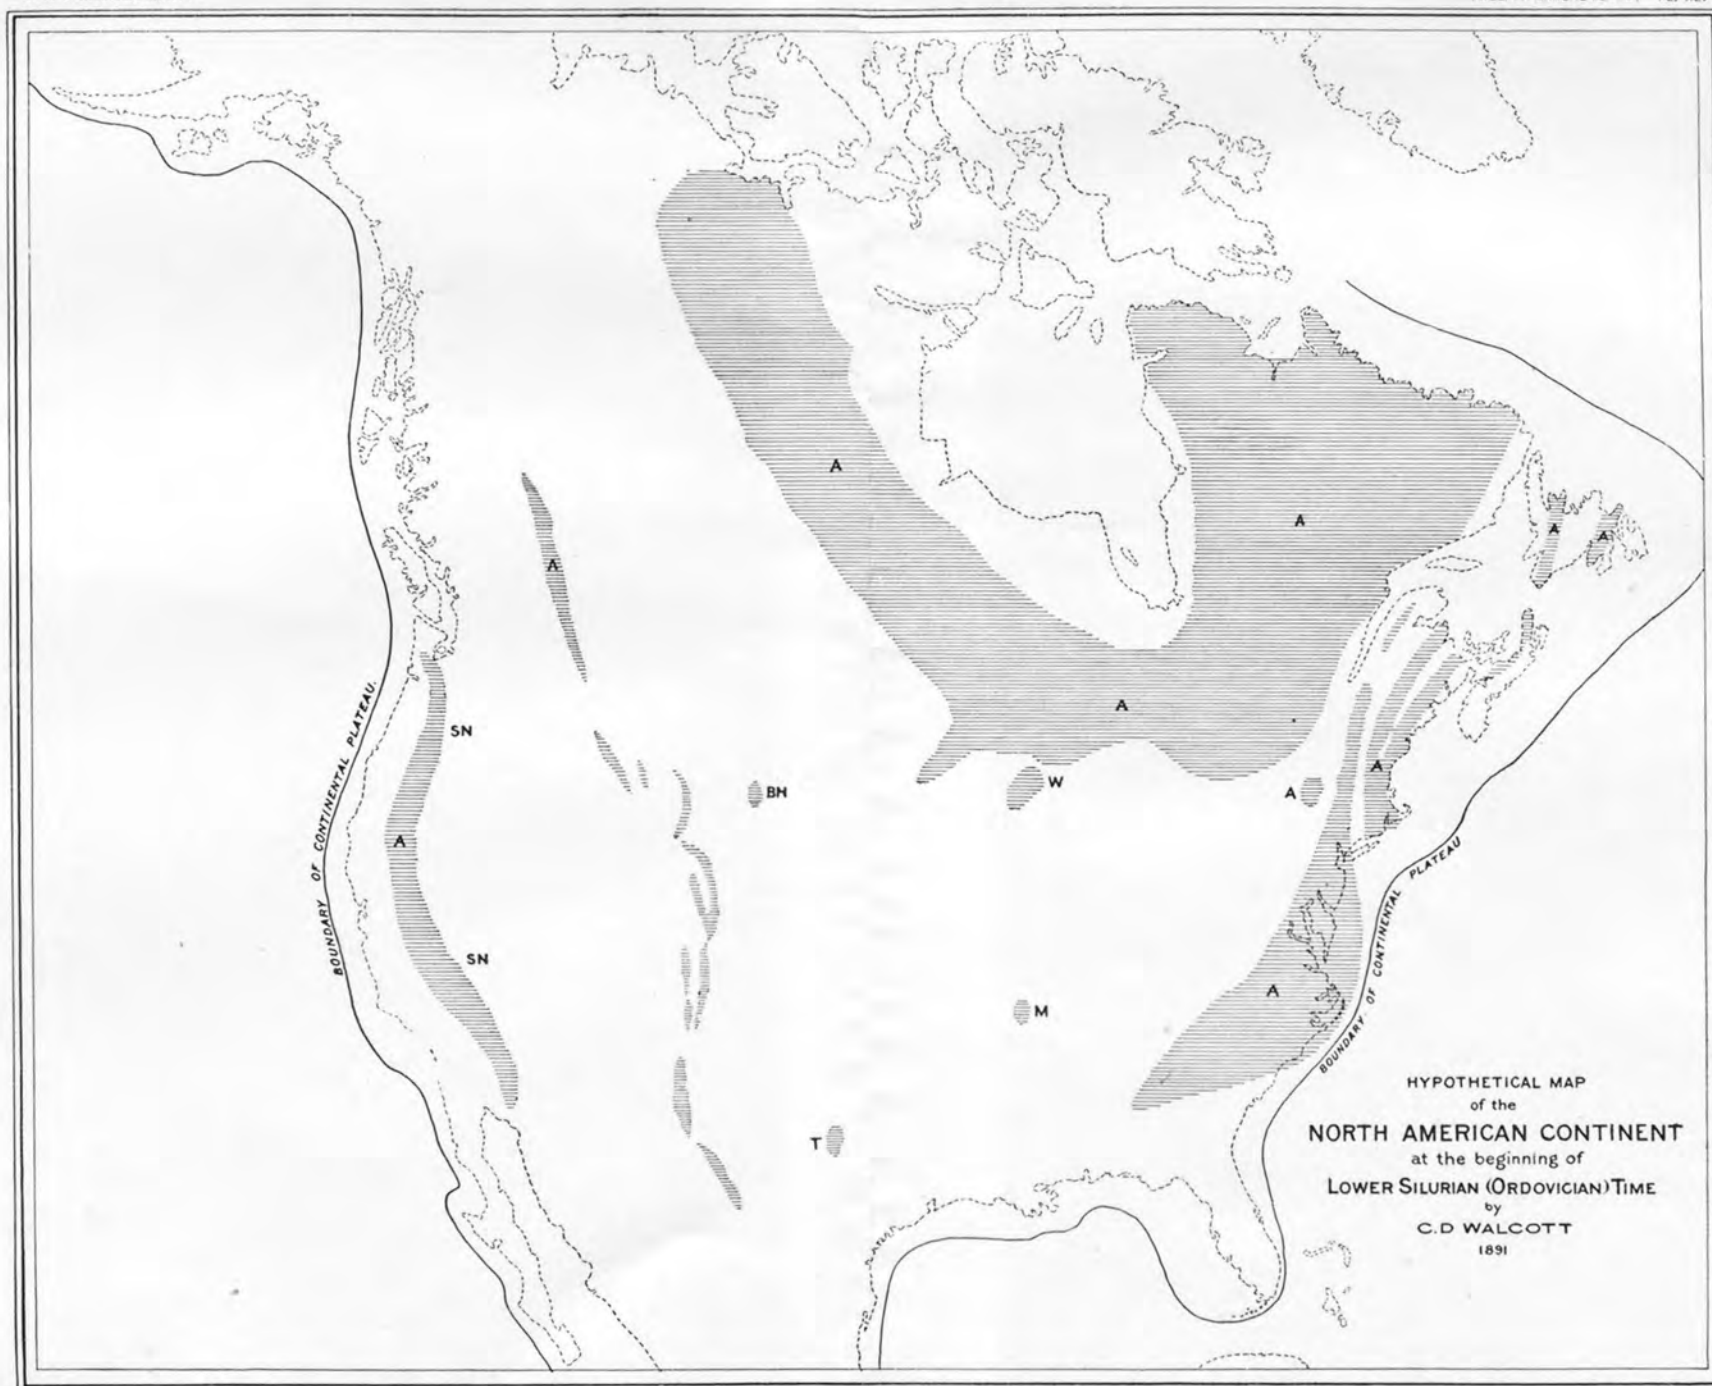 A
A
A
A
A
A
SN
A
BH
W
A
A
A
SN
A
M
T
BOUNDARY OF CONTINENTAL PLATEAU.
BOUNDARY OF CONTINENTAL PLATEAU
HYPOTHETICAL MAP
of the
NORTH AMERICAN CONTINENT
at the beginning of
LOWER SILURIAN (ORDOVICIAN) TIME
by
C.D WALCOTT
1891